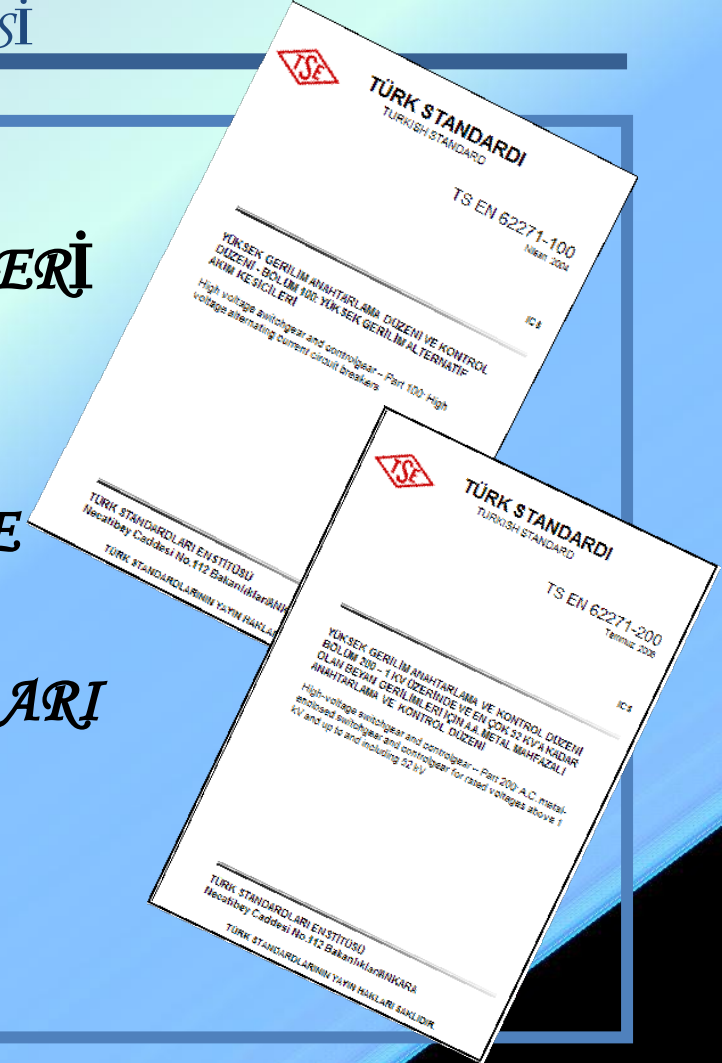 Sİ
ERİ
E
ARI
TSE
TÜRK STANDARDI
TURKISH STANDARD
TS EN 62271-100
Nisan 2004
ICS
YÜKSEK GERİLİM ANAHTARLAMA DÜZENİ VE KONTROL
DÜZENİ - BÖLÜM 100: YÜKSEK GERİLİM ALTERNATİF
AKIM KESİCİLERİ
High voltage switchgear and controlgear – Part 100: High
voltage alternating current circuit breakers
TÜRK STANDARDLARI ENSTİTÜSÜ
Necatibey Caddesi No.112 Bakanlıklar/ANK
TÜRK STANDARDLARININ YAYIN HAKLA
TSE
TÜRK STANDARDI
TURKISH STANDARD
TS EN 62271-200
Temmuz
ICS
YÜKSEK GERİLİM ANAHTARLAMA VE KONTROL DÜZENİ
BÖLÜM 200 – 1 KV ÜZERİNDE VE EN ÇOK 52 KV'A KADAR
OLAN BEYAN GERİLİMLERİ İÇİN A.A. METAL MAHFAZALI
ANAHTARLAMA VE KONTROL DÜZENİ
High-voltage switchgear and controlgear – Part 200: A.C. metal-
enclosed switchgear and controlgear for rated voltages above 1
kV and up to and including 52 kV
TÜRK STANDARDLARI ENSTİTÜSÜ
Necatibey Caddesi No.112 Bakanlıklar/ANKARA
TÜRK STANDARDLARININ YAYIN HAKLARI SAKLIDIR